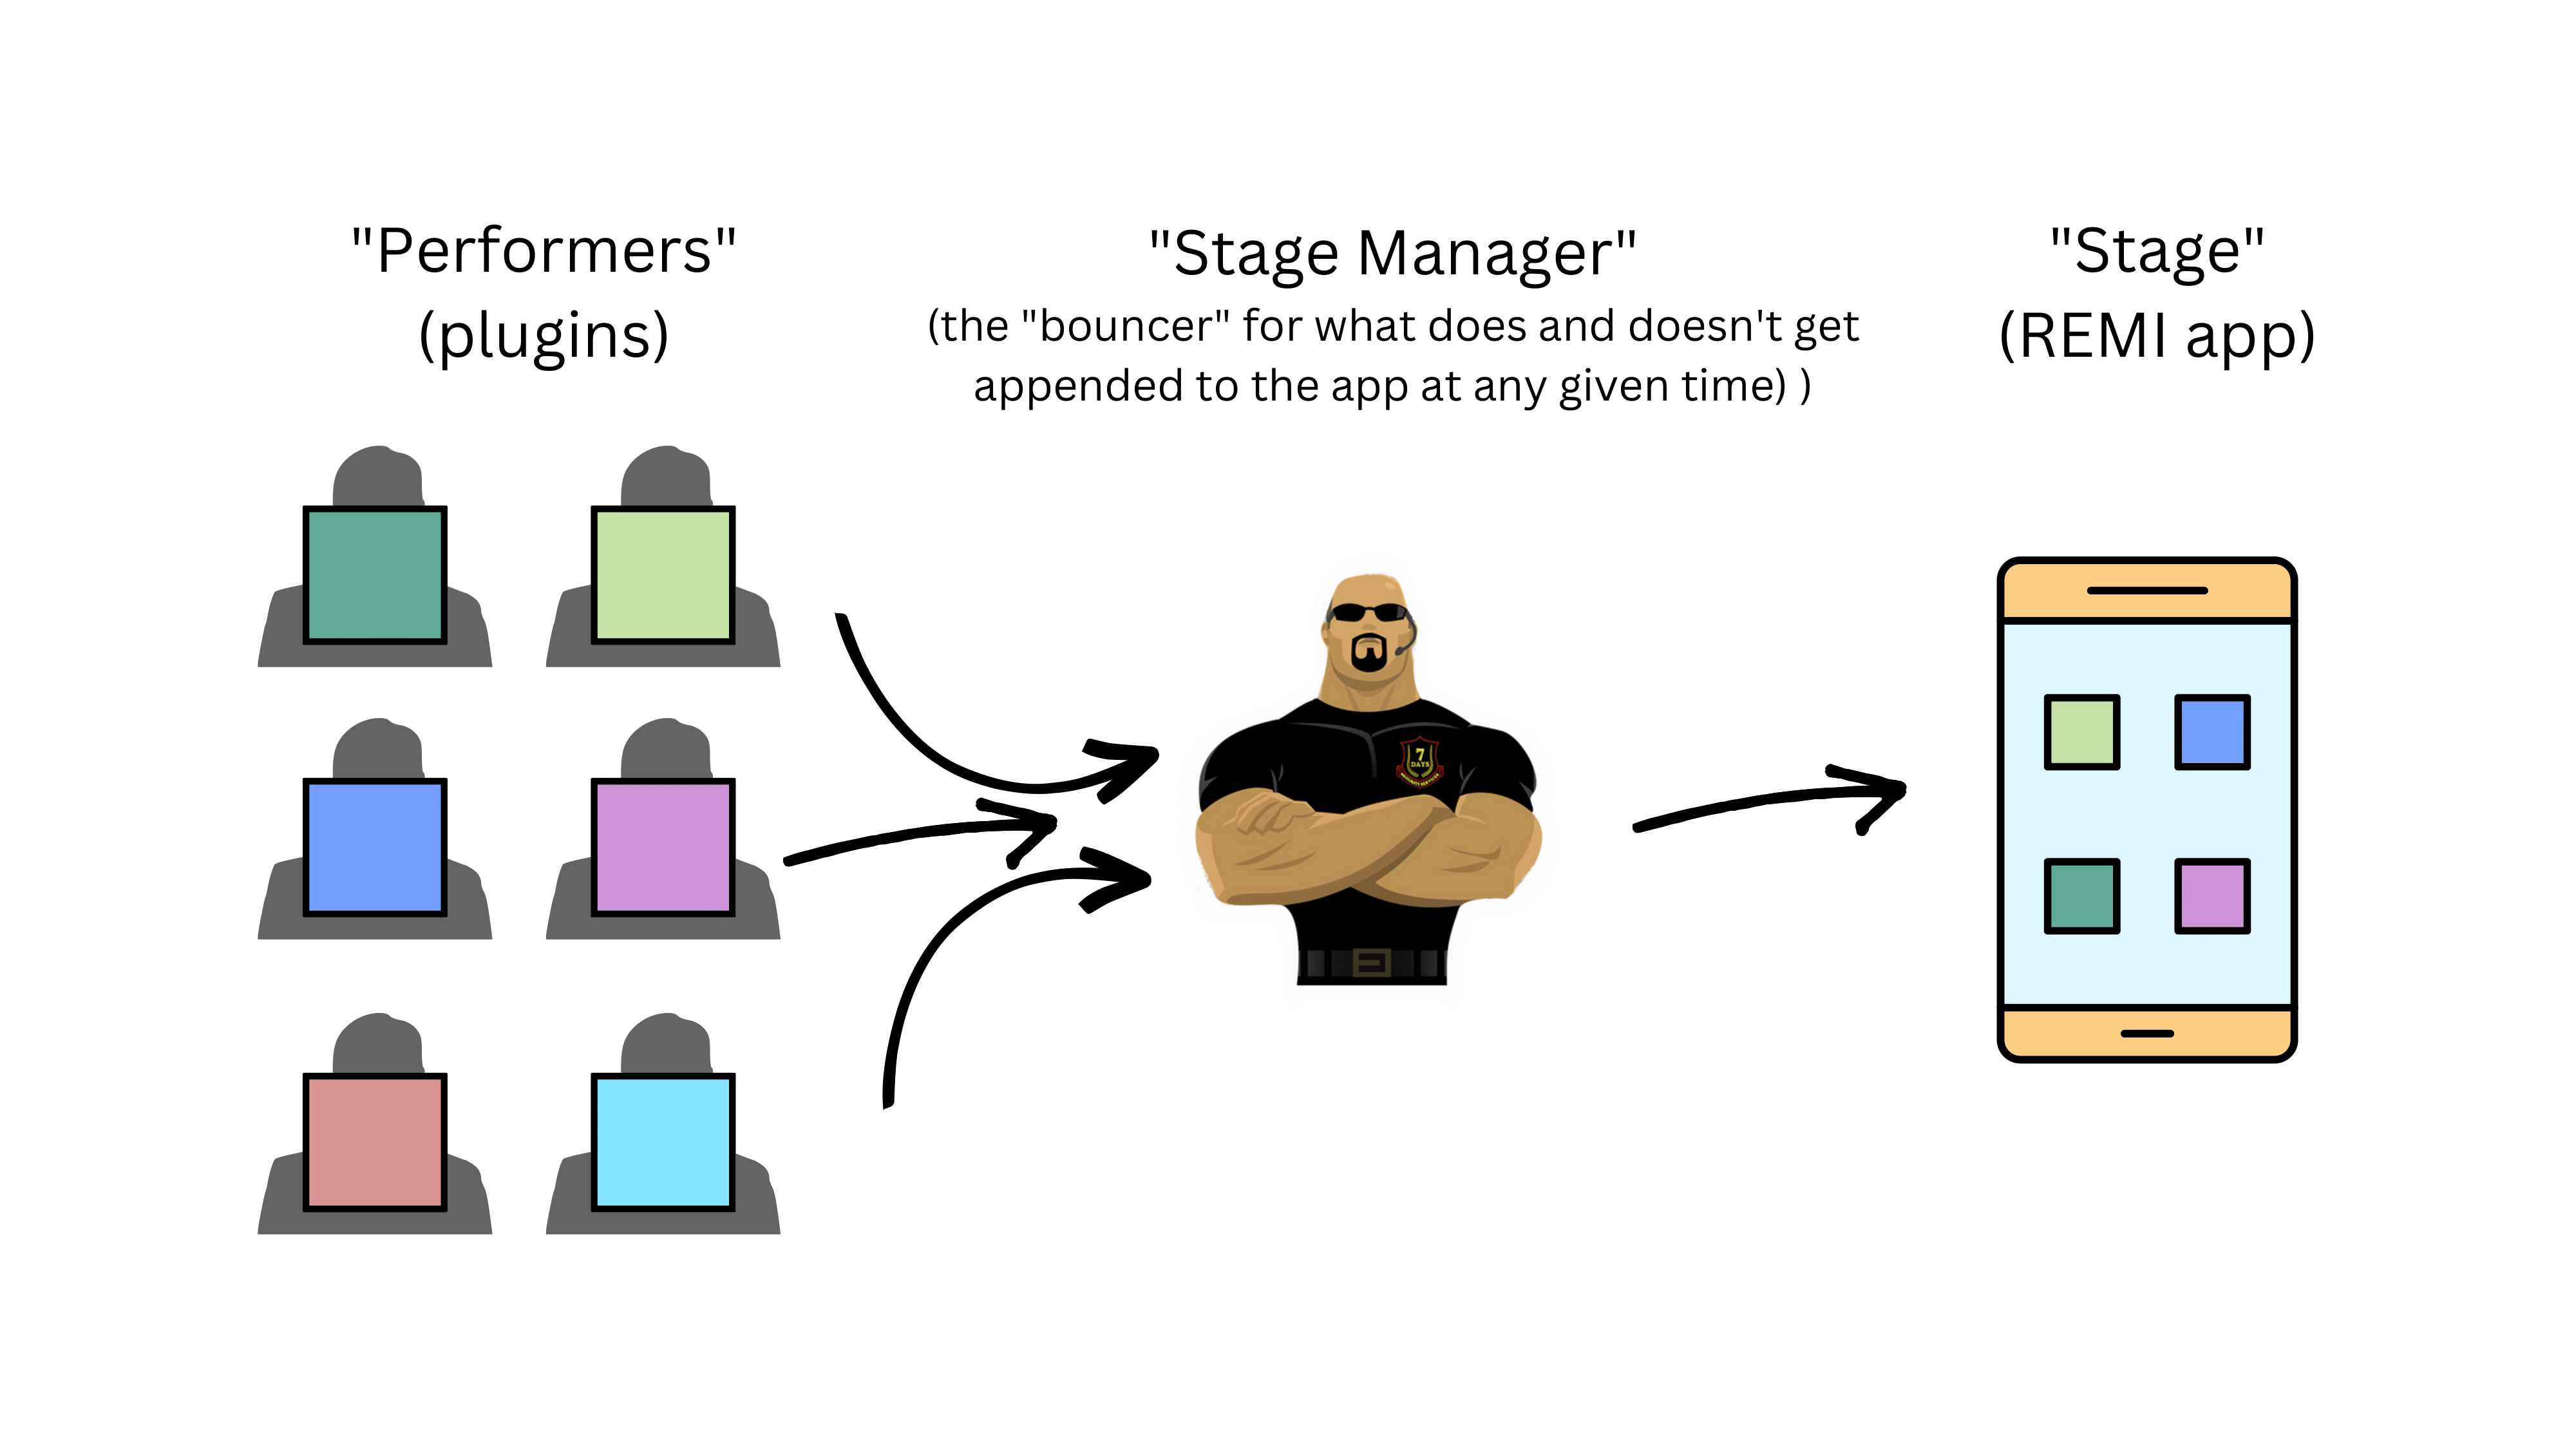 "Performers"
(plugins)
"Stage Manager"
(the "bouncer" for what does and doesn't get
appended to the app at any given time) )
"Stage"
(REMI app)
7
DAYS